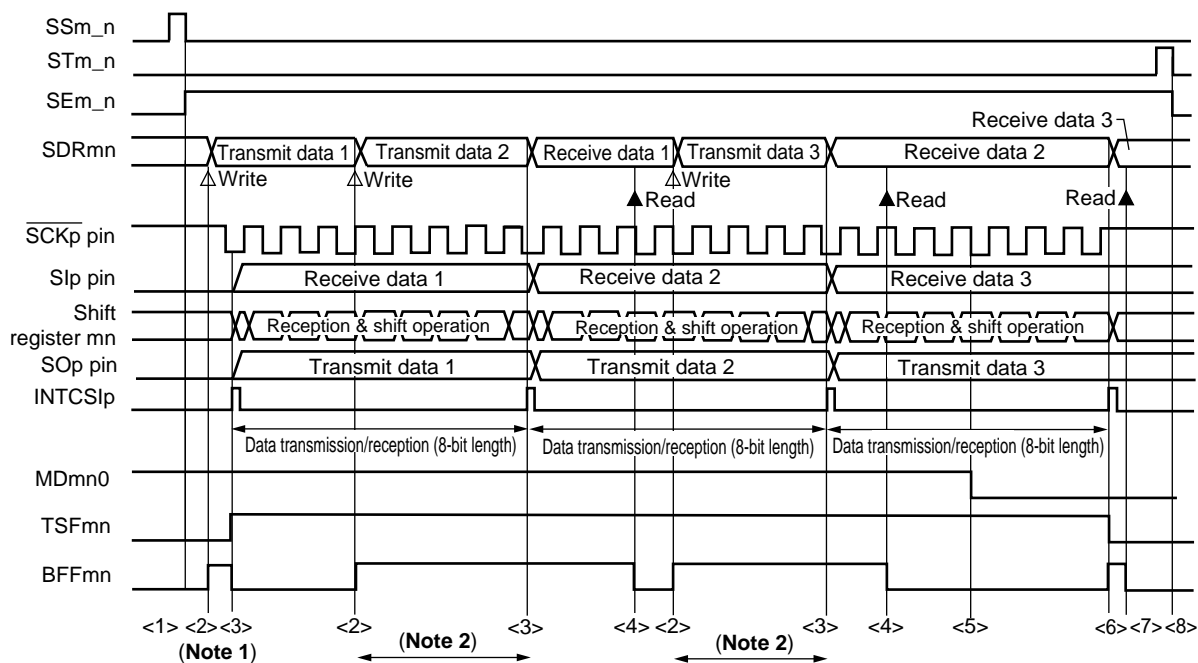 SSm_n
STm_n
SEm_n
Receive data 3
SDRmn
Transmit data 1 Transmit data 2 Receive data 1 Transmit data 3 Receive data 2
Write Write Write
Read Read Read
SCKp pin
SIp pin Receive data 1 Receive data 2 Receive data 3
Shift
register mn
Reception & shift operation Reception & shift operation Reception & shift operation
SOp pin Transmit data 1 Transmit data 2 Transmit data 3
INTCSIp
Data transmission/reception (8-bit length) Data transmission/reception (8-bit length) Data transmission/reception (8-bit length)
MDmn0
TSFmn
BFFmn
<1> <2> <3> <2> <3> <4> <2> <3> <4> <5> <6> <7> <8>
(Note 1) (Note 2) (Note 2)